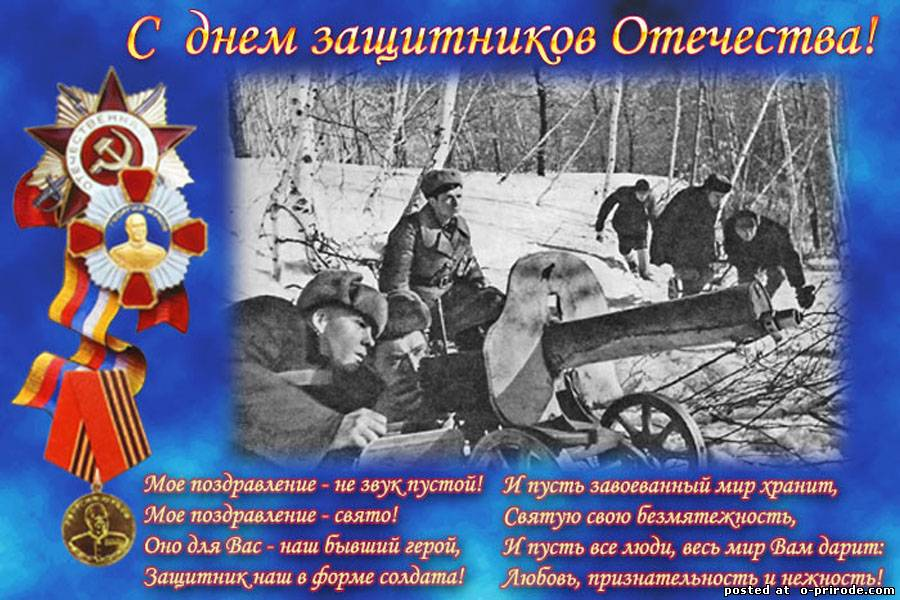 С днем защитников Отечества!
ОТЕЧЕСТВЕННАЯ
Мое поздравление - не звук пустой!
Мое поздравление - свято!
Оно для Вас - наш бывший герой,
Защитник наш в форме солдата!
И пусть завоеванный мир хранит,
Святую свою безмятежность,
И пусть все люди, весь мир Вам дарит:
Любовь, признательность и нежность!
posted at o-prirode.com